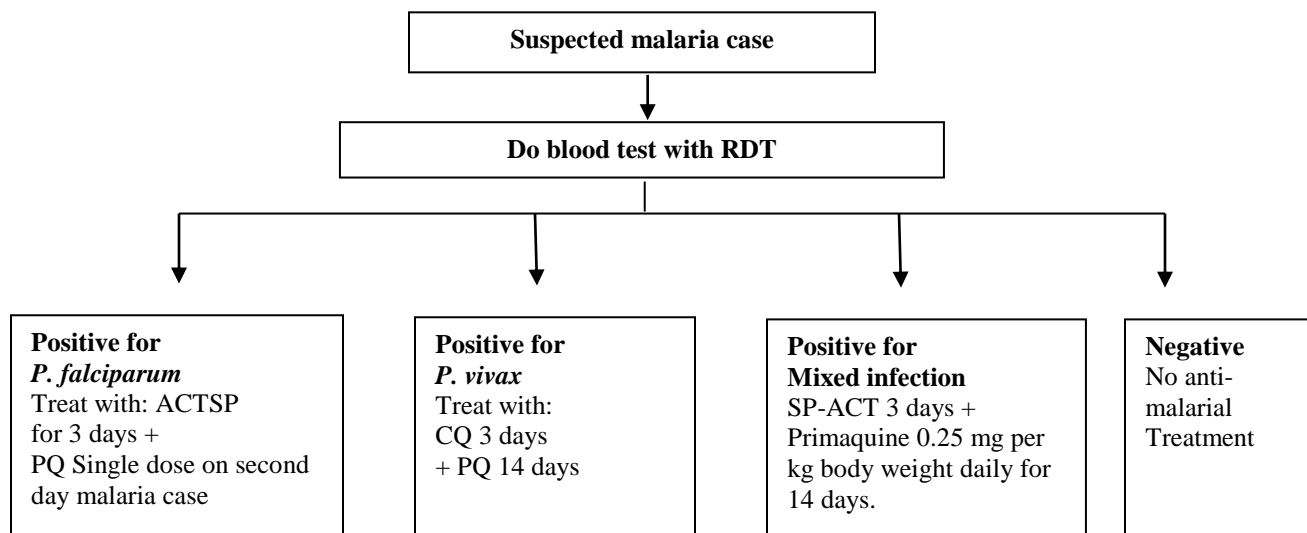 Suspected malaria case
Do blood test with RDT
Positive for
P. falciparum
Treat with: ACTSP
for 3 days +
PQ Single dose on second
day malaria case
Positive for
P. vivax
Treat with:
CQ 3 days
+ PQ 14 days
Positive for
Mixed infection
SP-ACT 3 days +
Primaquine 0.25 mg per
kg body weight daily for
14 days.
Negative
No anti-
malarial
Treatment